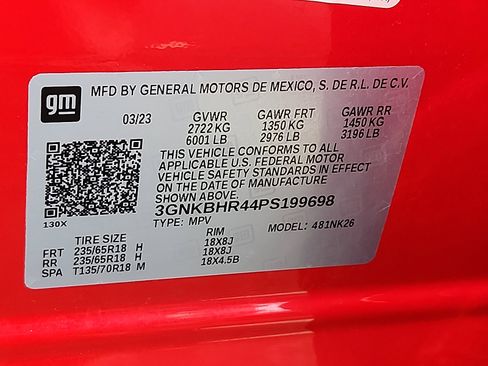 gm
MFD BY GENERAL MOTORS DE MEXICO, S. DE R.L. DE C.V.
03/23 GVWR GAWR FRT GAWR RR
2722 KG 1350 KG 1450 KG
6001 LB 2976 LB 3196 LB
THIS VEHICLE CONFORMS TO ALL
APPLICABLE U.S. FEDERAL MOTOR
VEHICLE SAFETY STANDARDS IN EFFECT
ON THE DATE OF MANUFACTURE
SHOWN ABOVE.
3GNKBHR44PS199698
130X TYPE: MPV MODEL: 481NK26
TIRE SIZE RIM
FRT 235/65R18 H 18X8J
RR 235/65R18 H 18X8J
SPA T135/70R18 M 18X4.5B